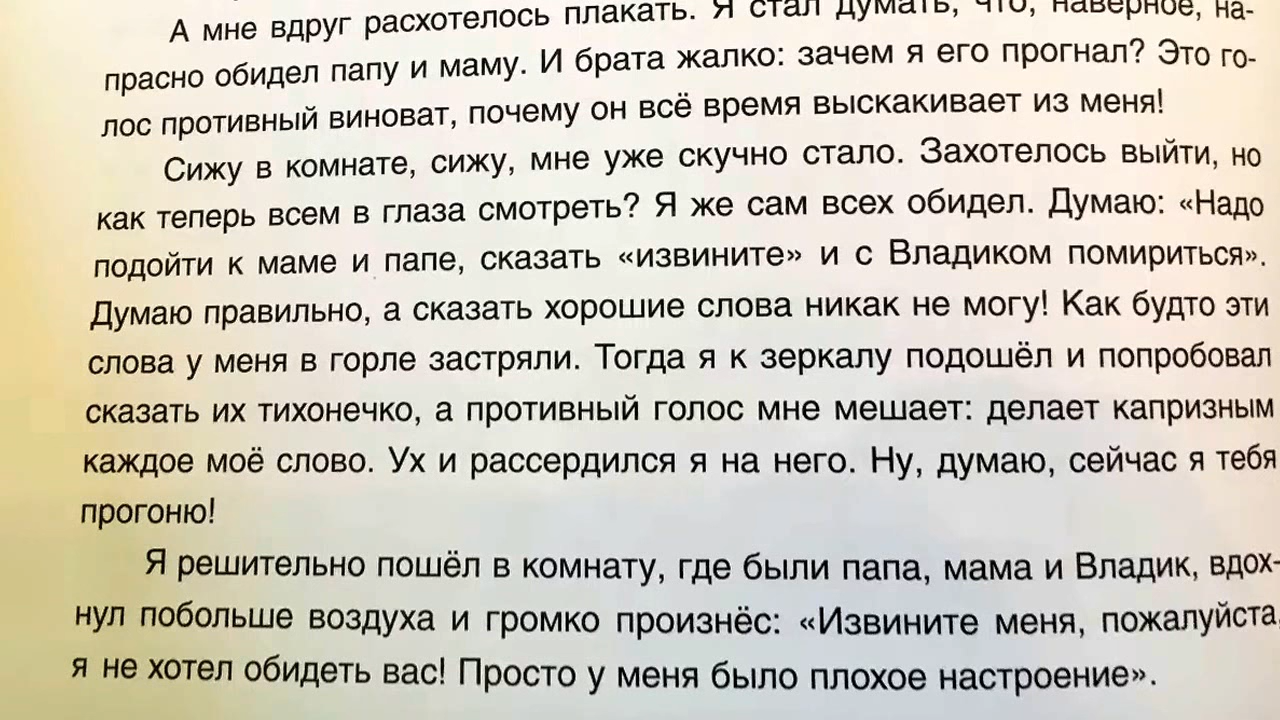 А мне вдруг расхотелось плакать. Я стал думать, что, наверное, на-
прасно обидел папу и маму. И брата жалко: зачем я его прогнал? Это го-
лос противный виноват, почему он всё время выскакивает из меня!
Сижу в комнате, сижу, мне уже скучно стало. Захотелось выйти, но
как теперь всем в глаза смотреть? Я же сам всех обидел. Думаю: «Надо
подойти к маме и папе, сказать «извините» и с Владиком помириться».
Думаю правильно, а сказать хорошие слова никак не могу! Как будто эти
слова у меня в горле застряли. Тогда я к зеркалу подошёл и попробовал
сказать их тихонечко, а противный голос мне мешает: делает капризным
каждое моё слово. Ух и рассердился я на него. Ну, думаю, сейчас я тебя
прогоню!
Я решительно пошёл в комнату, где были папа, мама и Владик, вдох-
нул побольше воздуха и громко произнёс: «Извините меня, пожалуйста,
я не хотел обидеть вас! Просто у меня было плохое настроение».